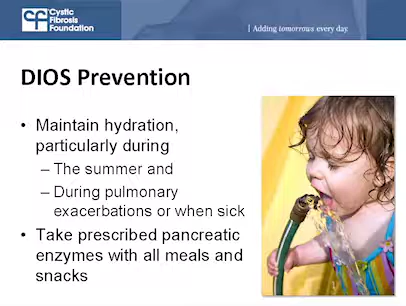 Cystic
Fibrosis
Foundation
Adding tomorrows every day.
DIOS Prevention
• Maintain hydration,
particularly during
– The summer and
– During pulmonary
exacerbations or when sick
• Take prescribed pancreatic
enzymes with all meals and
snacks